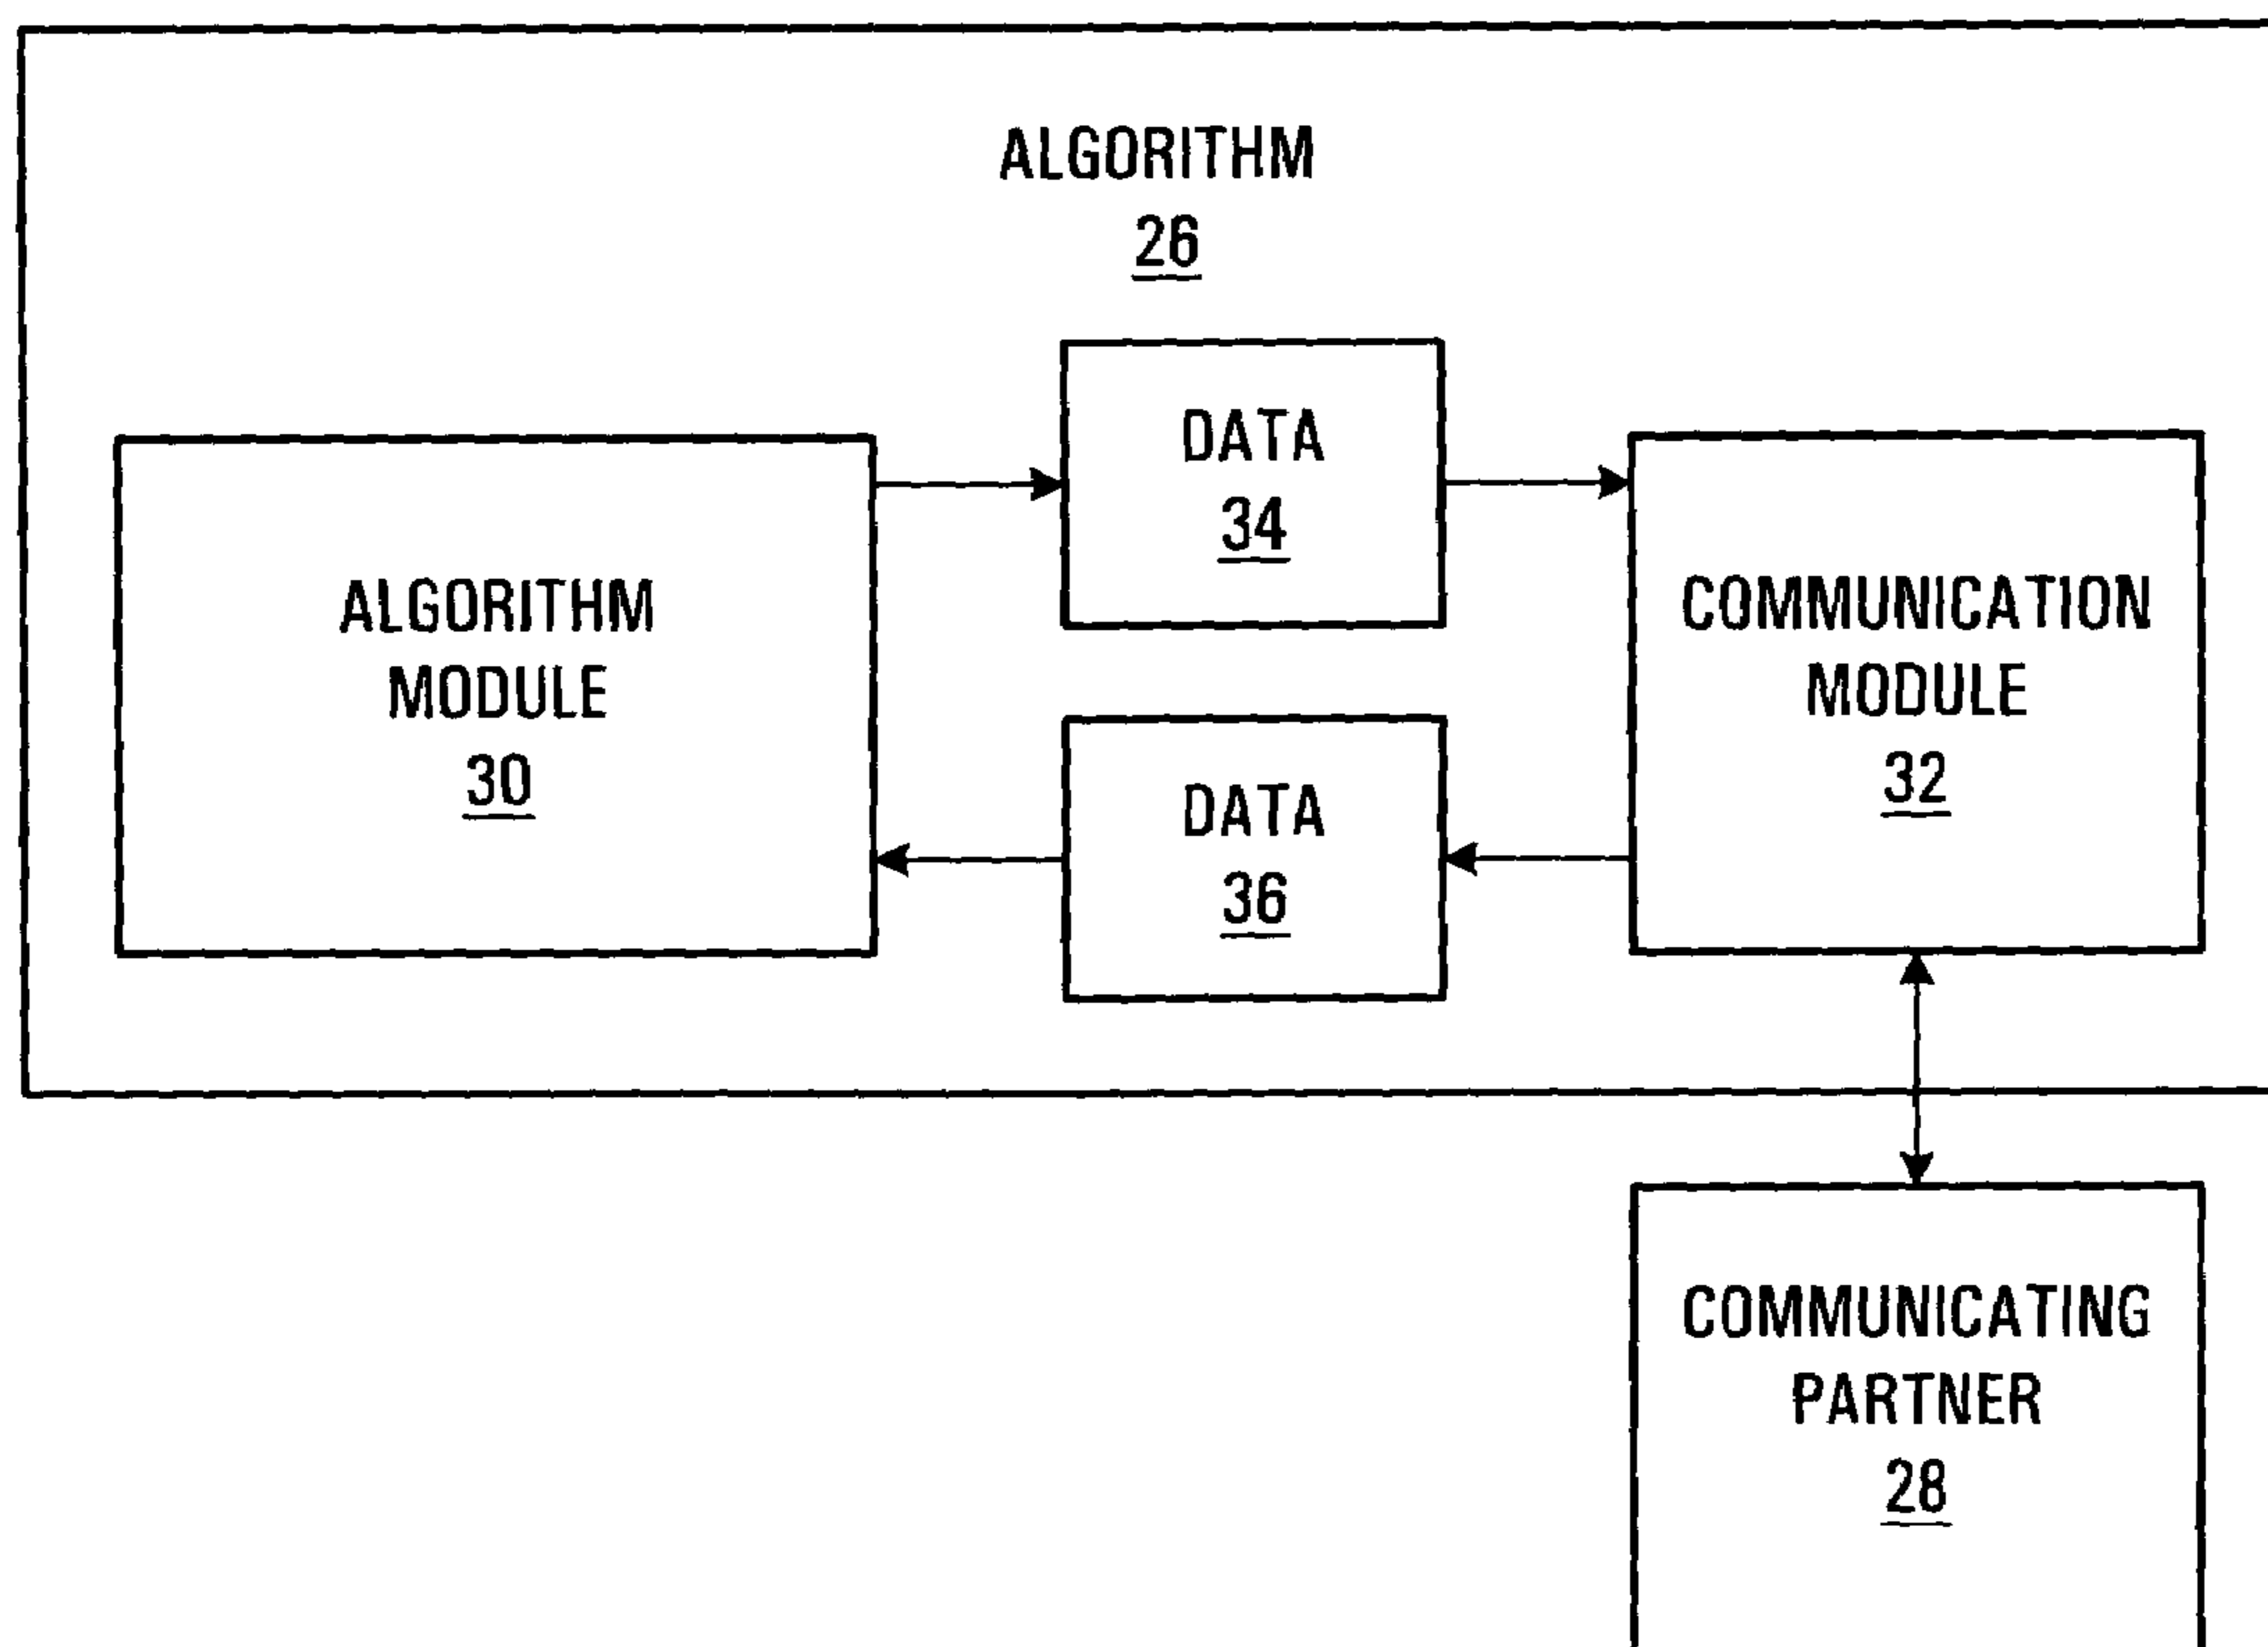 ALGORITHM
26
DATA
34
ALGORITHM
MODULE
30
COMMUNICATION
MODULE
32
DATA
36
COMMUNICATING
PARTNER
28